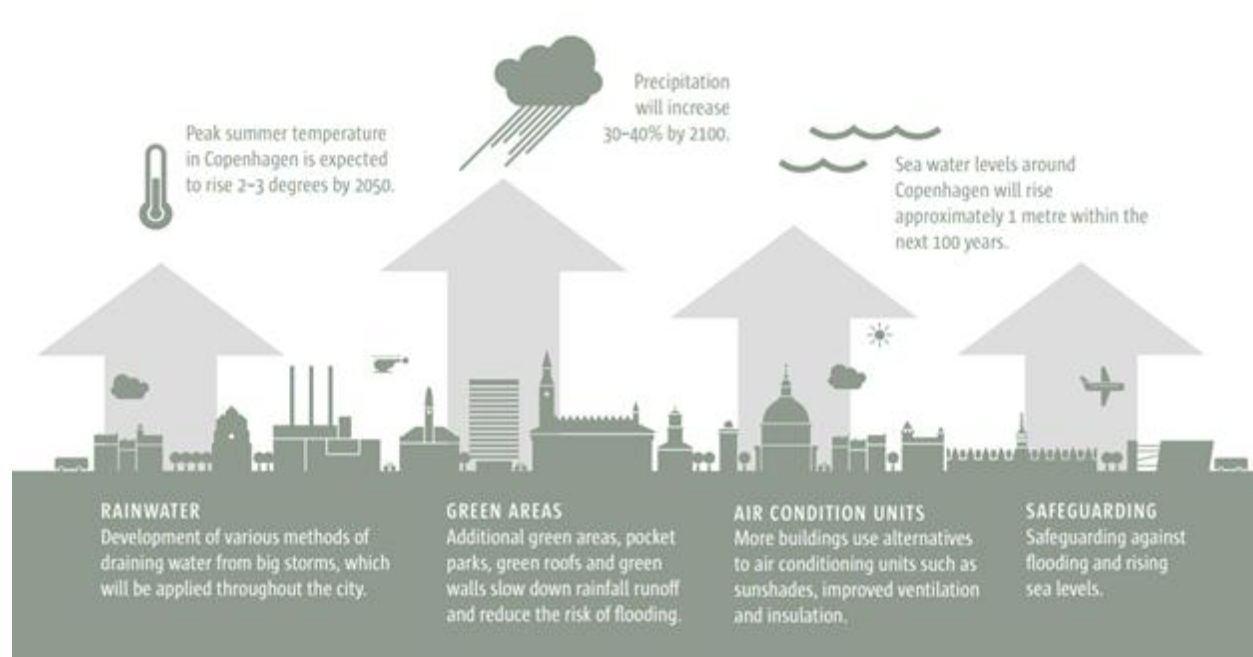 Peak summer temperature
in Copenhagen is expected
to rise 2–3 degrees by 2050.
Precipitation
will increase
30–40% by 2100.
Sea water levels around
Copenhagen will rise
approximately 1 metre within the
next 100 years.
RAINWATER
Development of various methods of
draining water from big storms, which
will be applied throughout the city.
GREEN AREAS
Additional green areas, pocket
parks, green roofs and green
walls slow down rainfall runoff
and reduce the risk of flooding.
AIR CONDITION UNITS
More buildings use alternatives
to air conditioning units such as
sunshades, improved ventilation
and insulation.
SAFEGUARDING
Safeguarding against
flooding and rising
sea levels.